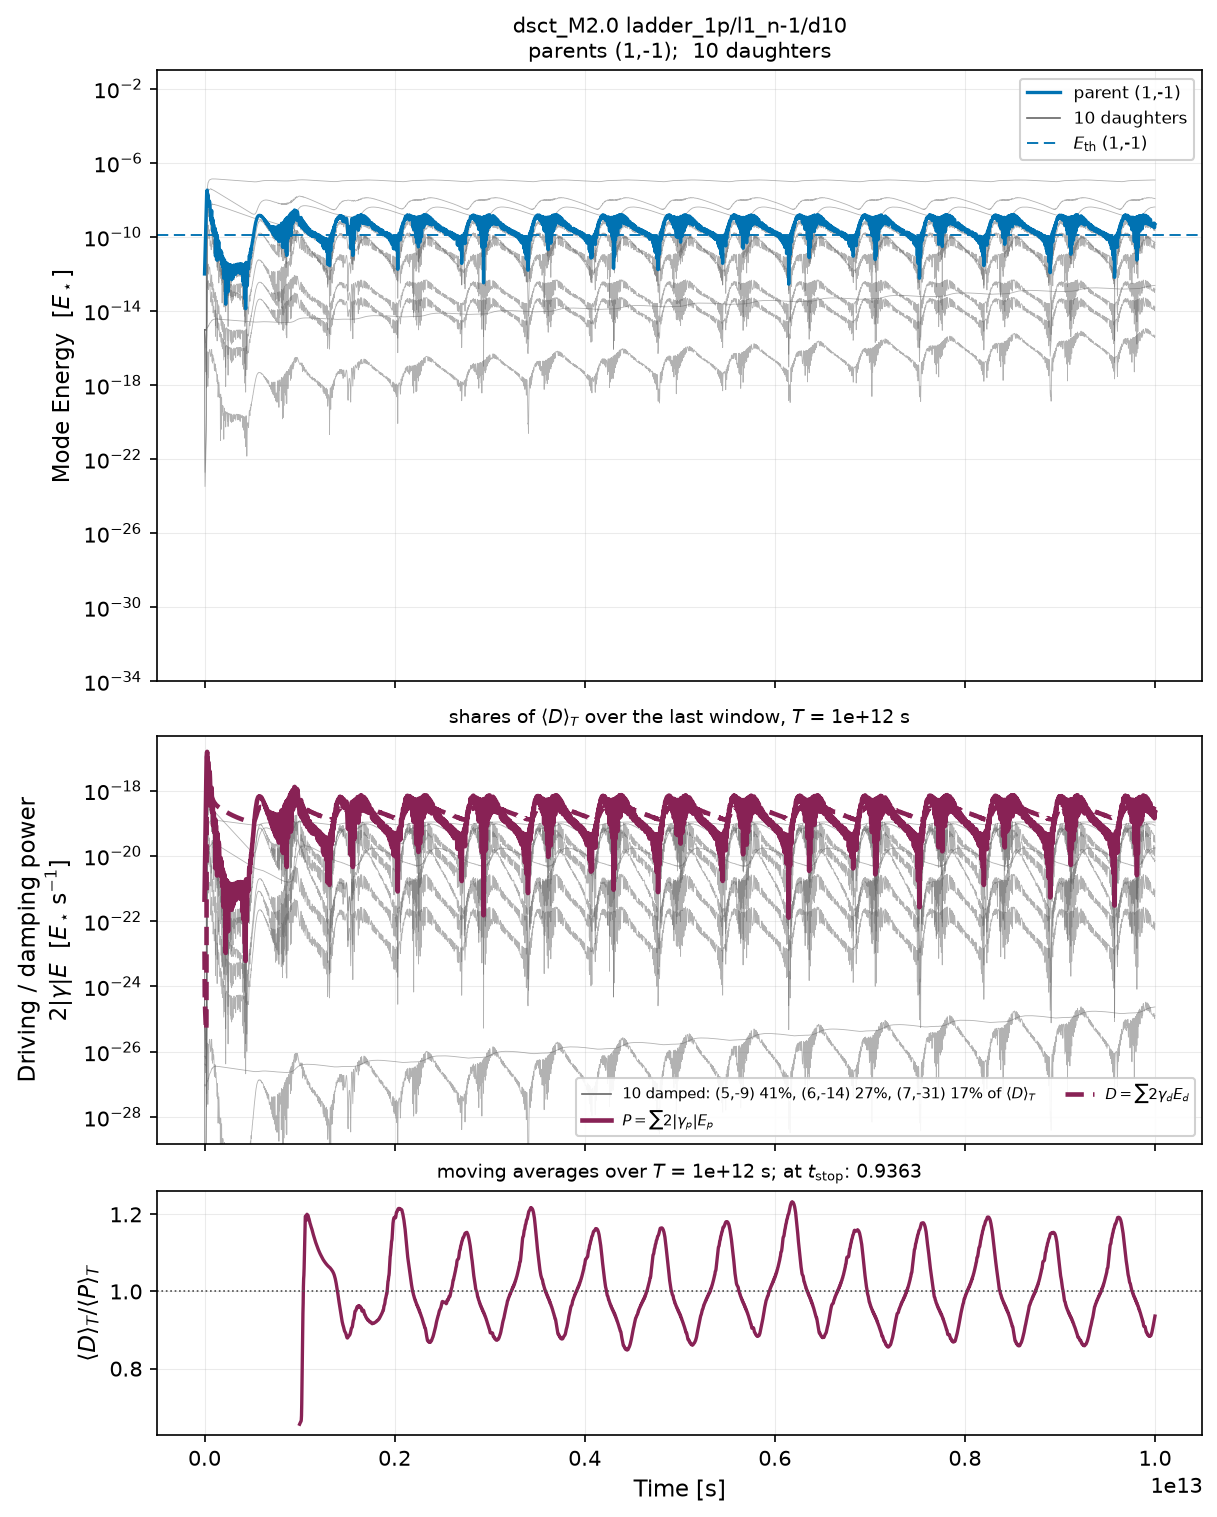 dsct_M2.0 ladder_1p/l1_n-1/d10
parents (1,-1);  10 daughters
parent (1,-1)
10 daughters
E_th (1,-1)
Mode Energy  [E⋆]
10⁻²
10⁻⁶
10⁻¹⁰
10⁻¹⁴
10⁻¹⁸
10⁻²²
10⁻²⁶
10⁻³⁰
10⁻³⁴
shares of ⟨D⟩_T over the last window, T = 1e+12 s
Driving / damping power
2|γ|E  [E⋆ s⁻¹]
10⁻¹⁸
10⁻²⁰
10⁻²²
10⁻²⁴
10⁻²⁶
10⁻²⁸
10 damped: (5,-9) 41%, (6,-14) 27%, (7,-31) 17% of ⟨D⟩_T
P = ∑2|γ_p|E_p
D = ∑2γ_d E_d
moving averages over T = 1e+12 s; at t_stop: 0.9363
⟨D⟩_T/⟨P⟩_T
1.2
1.0
0.8
0.0 0.2 0.4 0.6 0.8 1.0
1e13
Time [s]